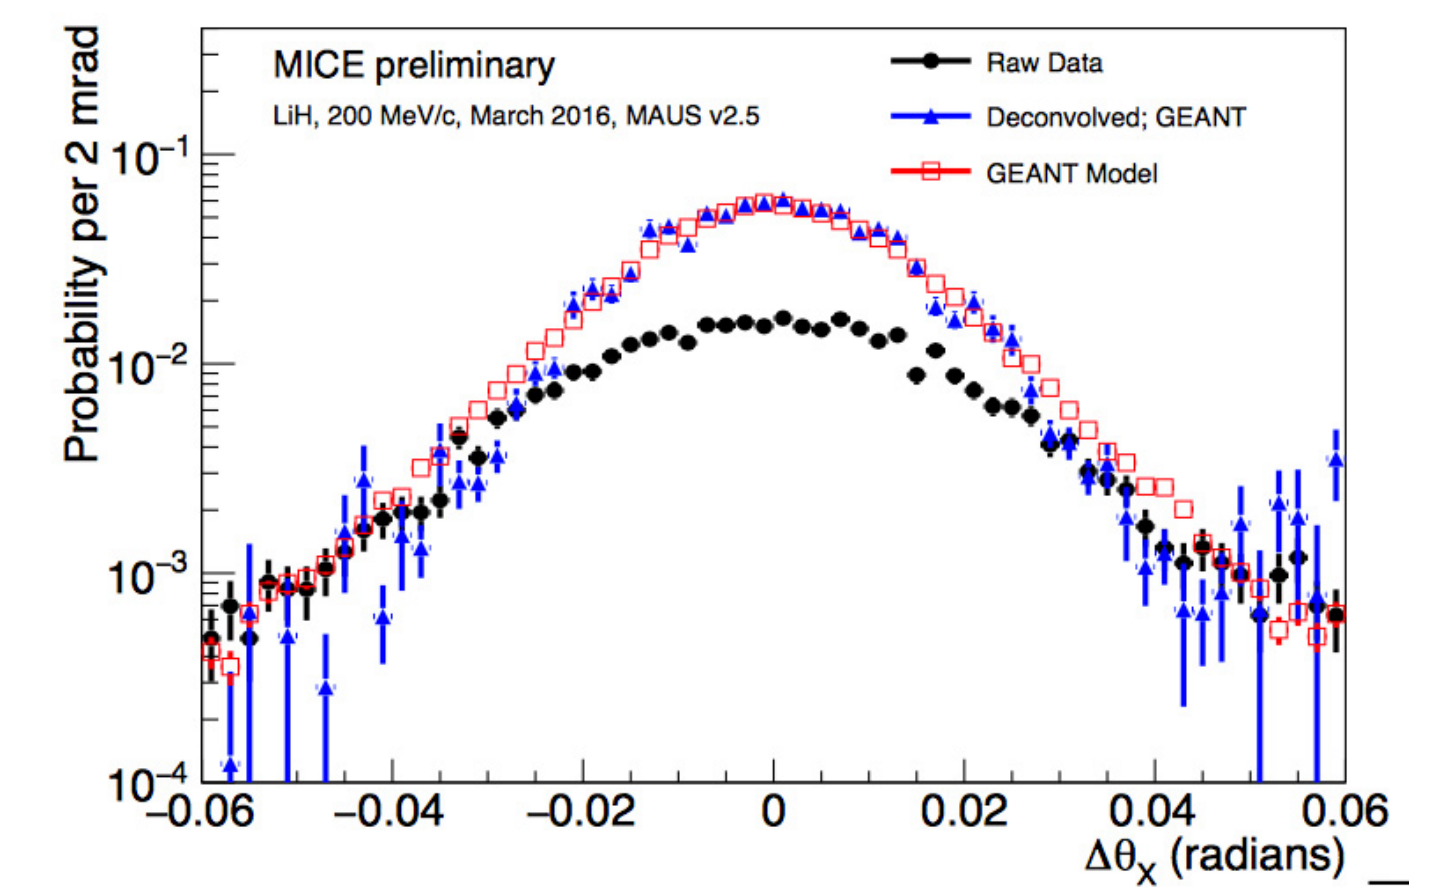 MICE preliminary
LiH, 200 MeV/c, March 2016, MAUS v2.5
Raw Data
Deconvolved; GEANT
GEANT Model
Probability per 2 mrad
10⁻¹
10⁻²
10⁻³
10⁻⁴
−0.06 −0.04 −0.02 0 0.02 0.04 0.06
Δθ_X (radians)